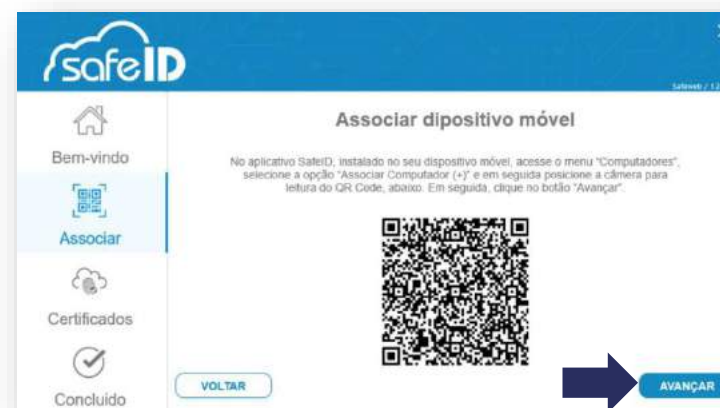 safeID
Safeweb / 1.2
Bem-vindo
Associar
Certificados
Concluido
Associar dipositivo móvel
No aplicativo SafeID, instalado no seu dispositivo móvel, acesse o menu "Computadores",
selecione a opção "Associar Computador (+)" e em seguida posicione a câmera para
leitura do QR Code, abaixo. Em seguida, clique no botão "Avançar".
VOLTAR
AVANÇAR